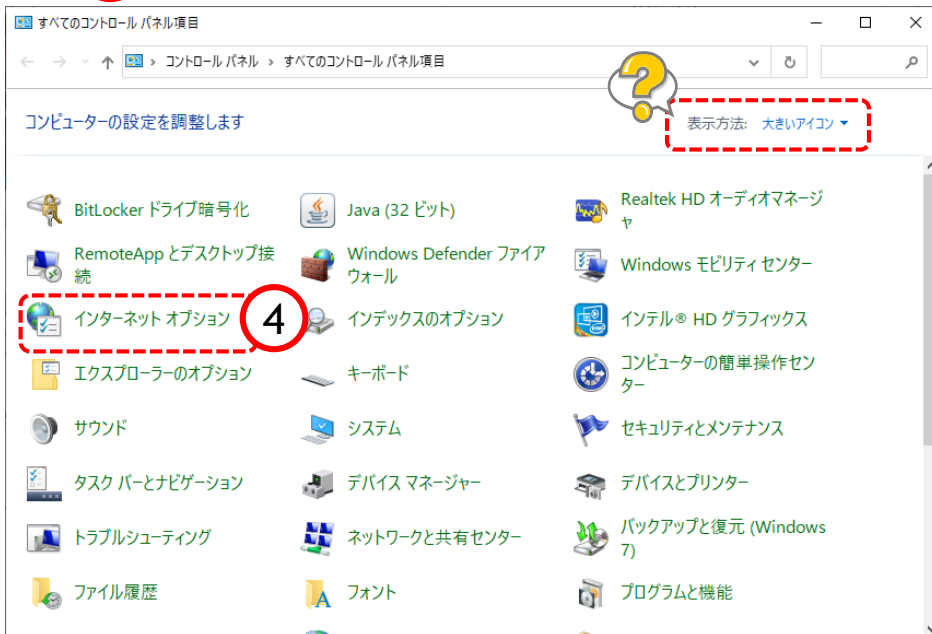 すべてのコントロール パネル項目
コントロール パネル > すべてのコントロール パネル項目
コンピューターの設定を調整します
表示方法: 大きいアイコン
BitLocker ドライブ暗号化
Java (32 ビット)
Realtek HD オーディオマネージ
ャ
RemoteApp とデスクトップ接
続
Windows Defender ファイア
ウォール
Windows モビリティ センター
インターネット オプション
4
インデックスのオプション
インテル® HD グラフィックス
エクスプローラーのオプション
キーボード
コンピューターの簡単操作セン
ター
サウンド
システム
セキュリティとメンテナンス
タスク バーとナビゲーション
デバイス マネージャー
デバイスとプリンター
トラブルシューティング
ネットワークと共有センター
バックアップと復元 (Windows
7)
ファイル履歴
フォント
プログラムと機能